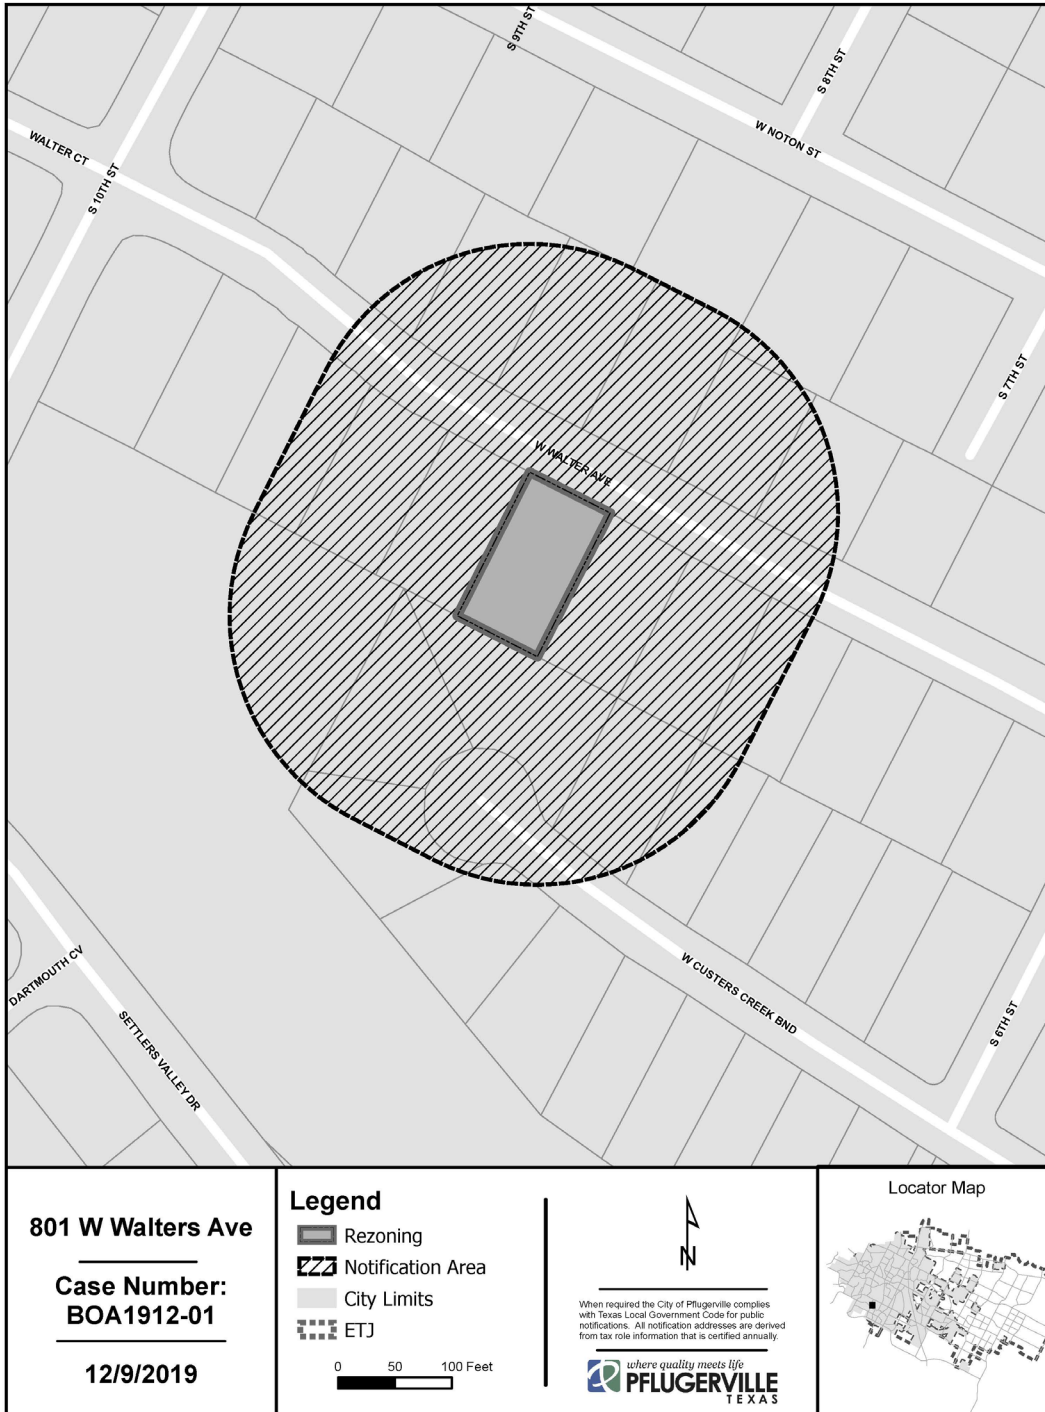 S 9TH ST
S 8TH ST
W NOTON ST
WALTER CT
S 10TH ST
S 7TH ST
W WALTER AVE
W CUSTERS CREEK BND
DARTMOUTH CV
SETTLERS VALLEY DR
S 6TH ST
801 W Walters Ave
Case Number:
BOA1912-01
12/9/2019
Legend
Rezoning
Notification Area
City Limits
ETJ
0 50 100 Feet
N
When required the City of Pflugerville complies
with Texas Local Government Code for public
notifications. All notification addresses are derived
from tax role information that is certified annually.
where quality meets life
PFLUGERVILLE
TEXAS
Locator Map